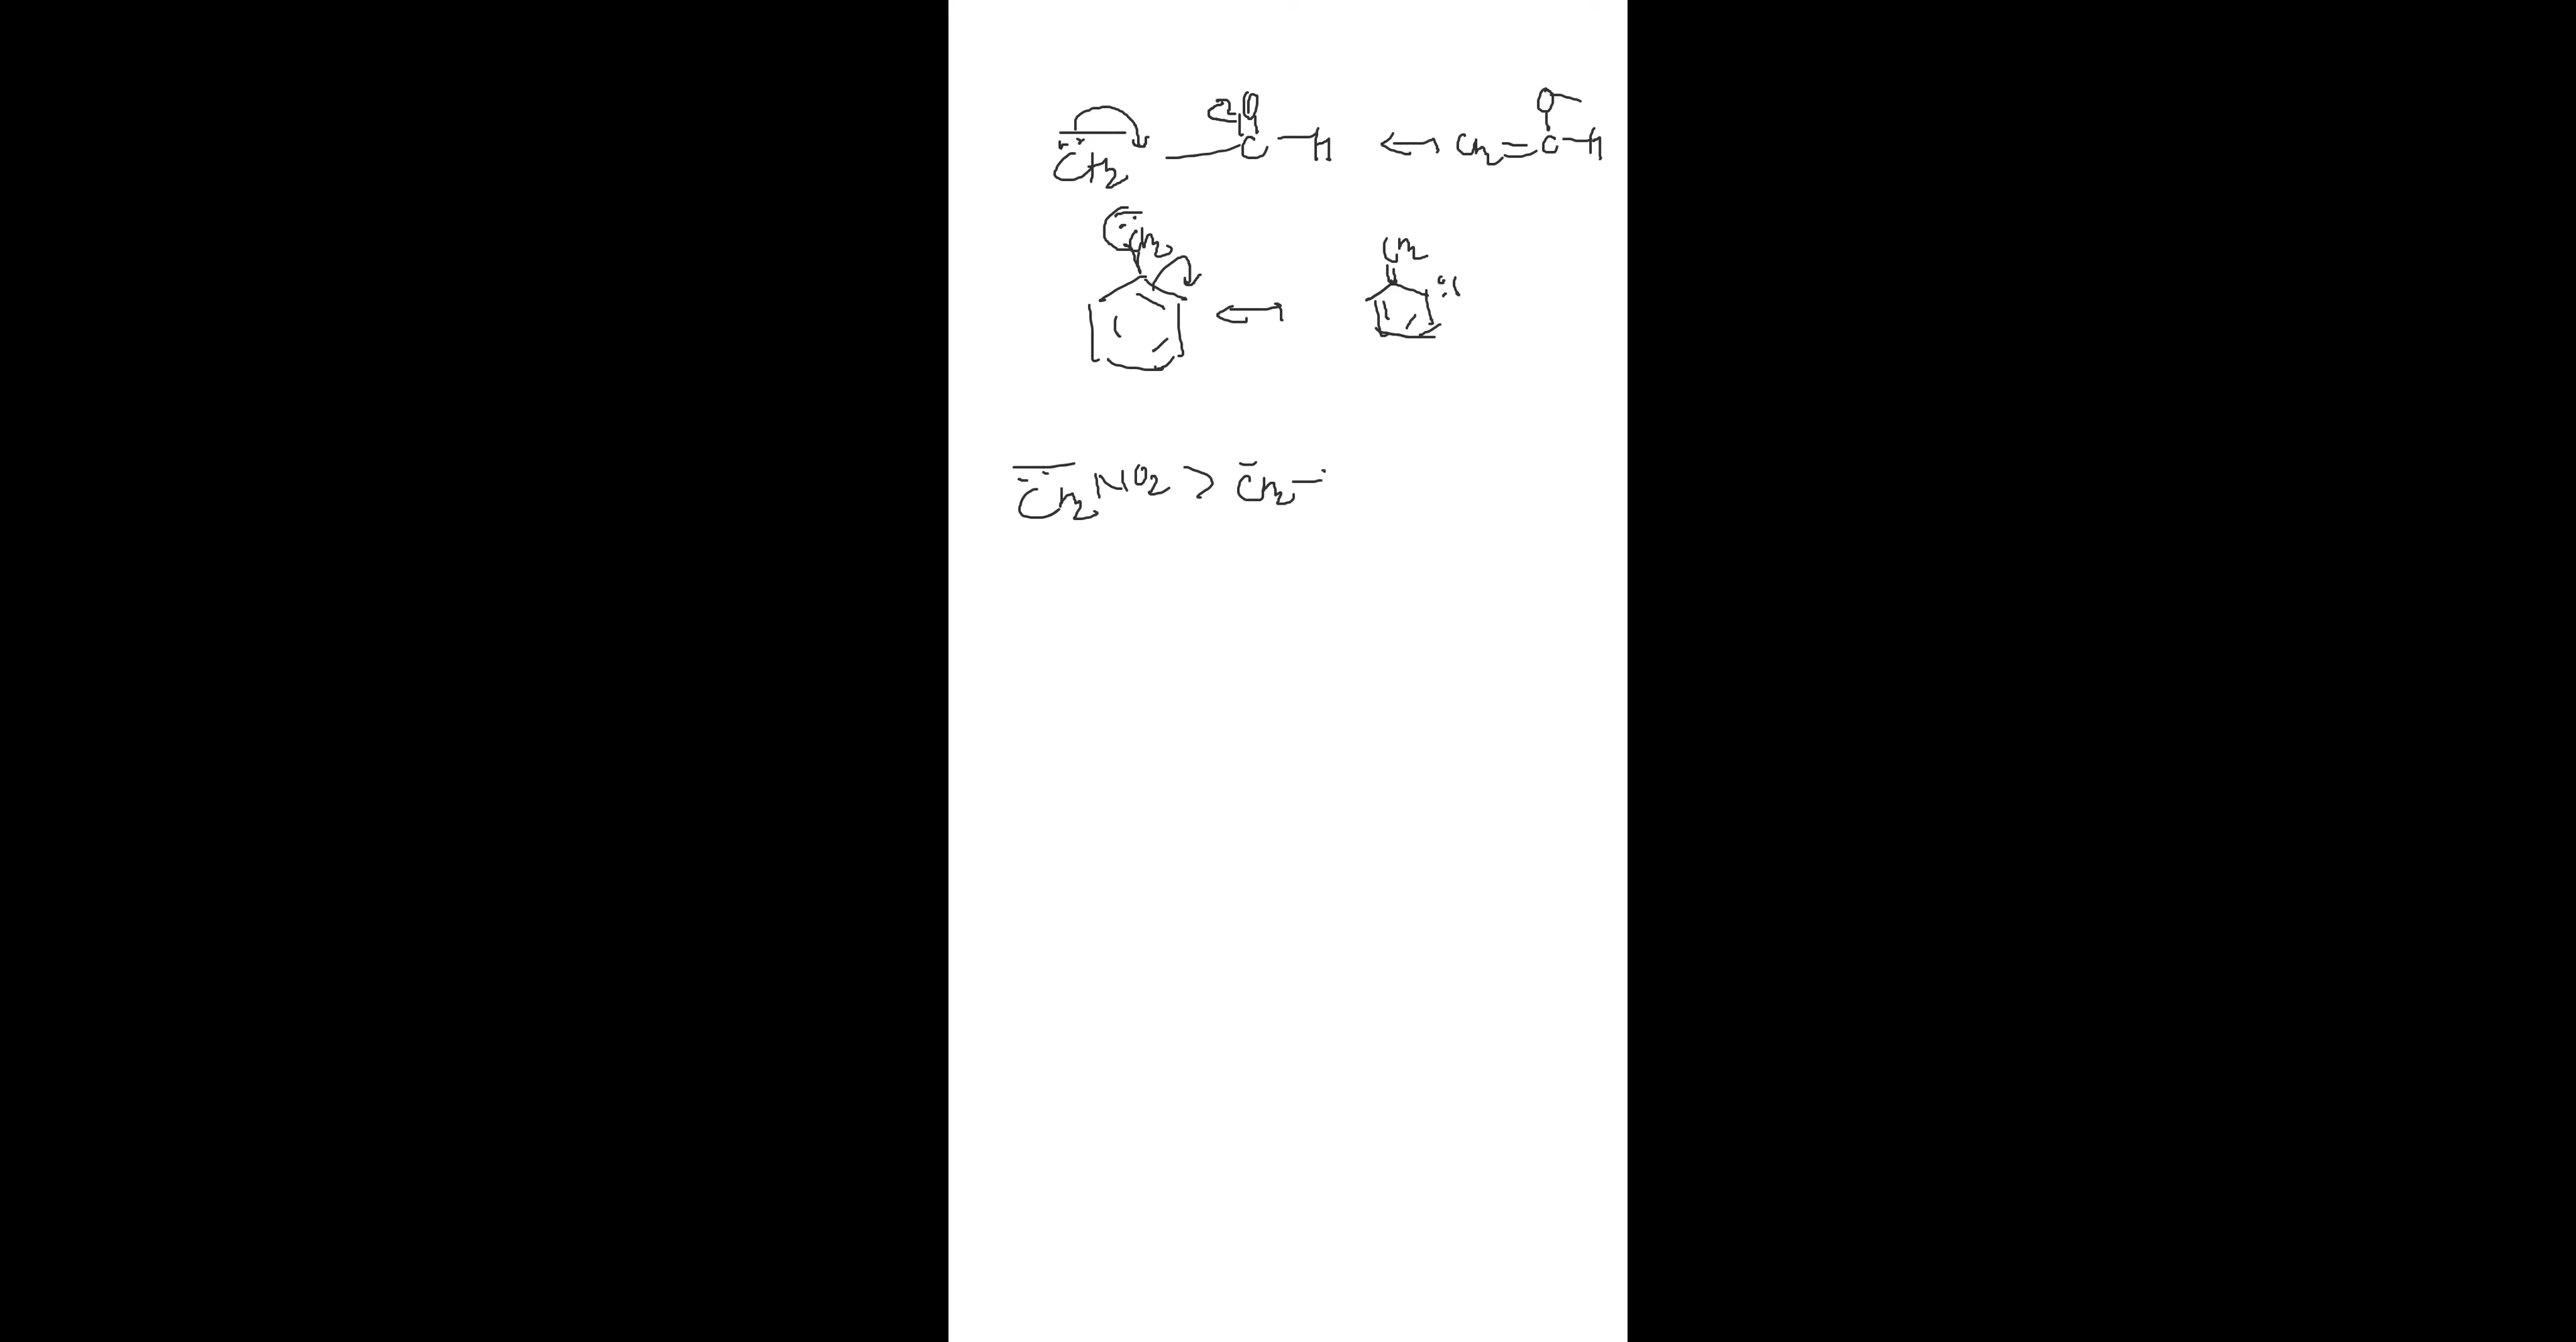 CH2 — C — H ↔ CH2 = C — H
O O
CH2 ↔ CH2
CH2NO2 > CH2 —